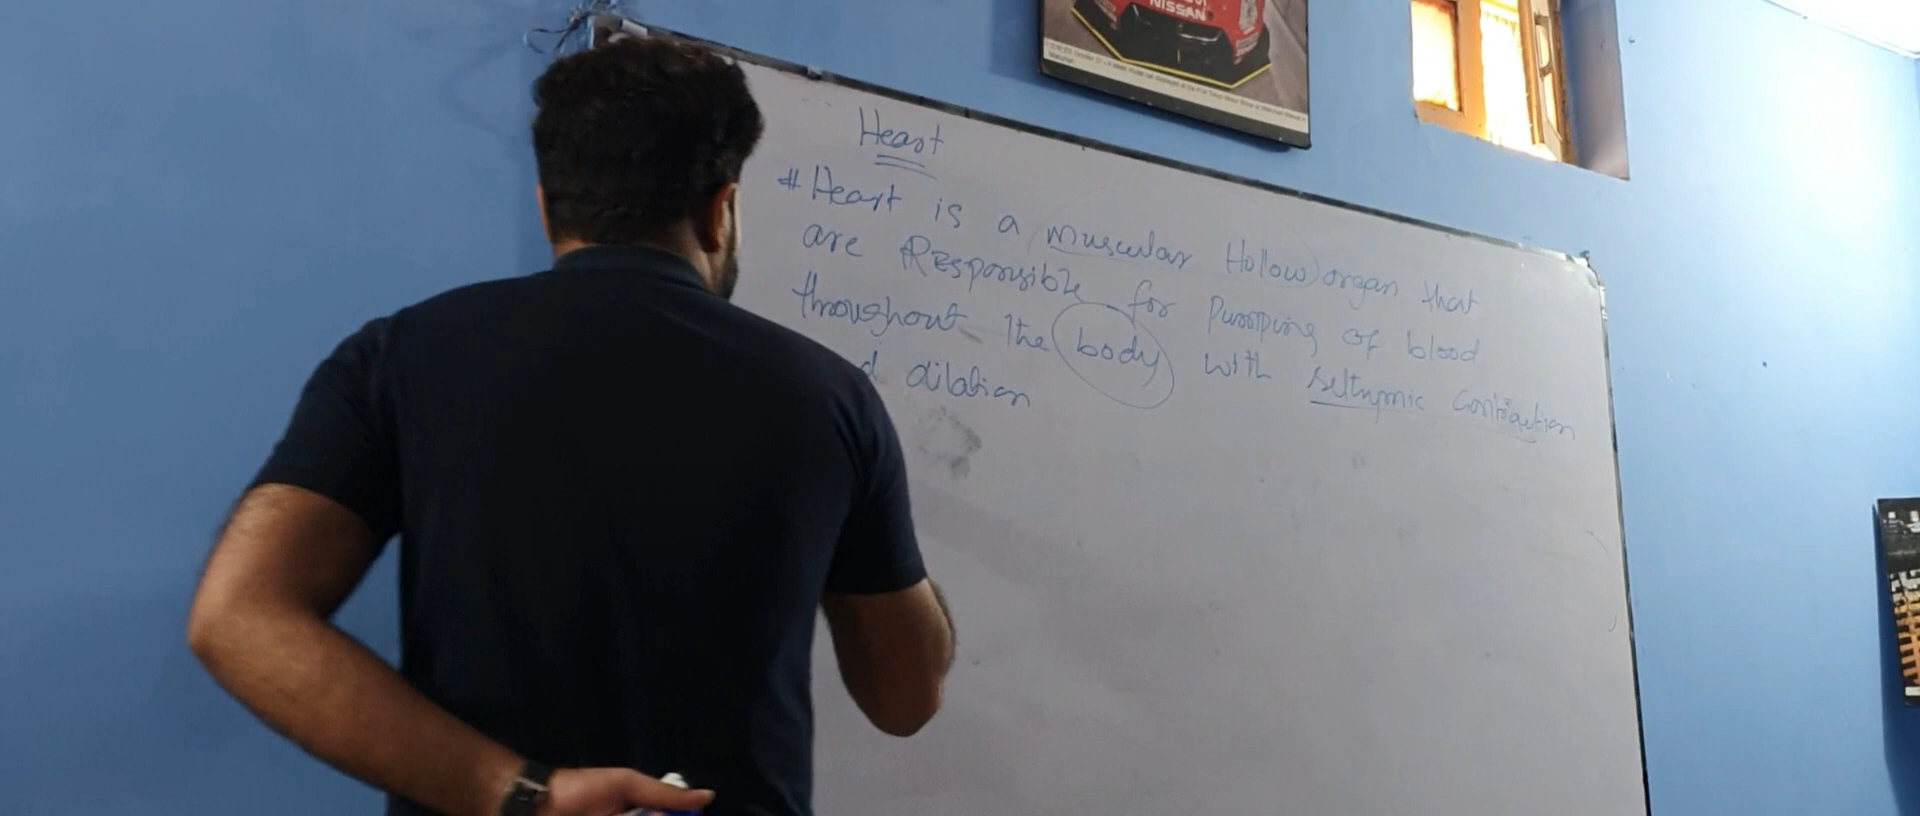 NISSAN
Heart
# Heart is a muscular Hollow organ that
are Responsible for Pumping of blood
throughout the body with contraction
d dilation